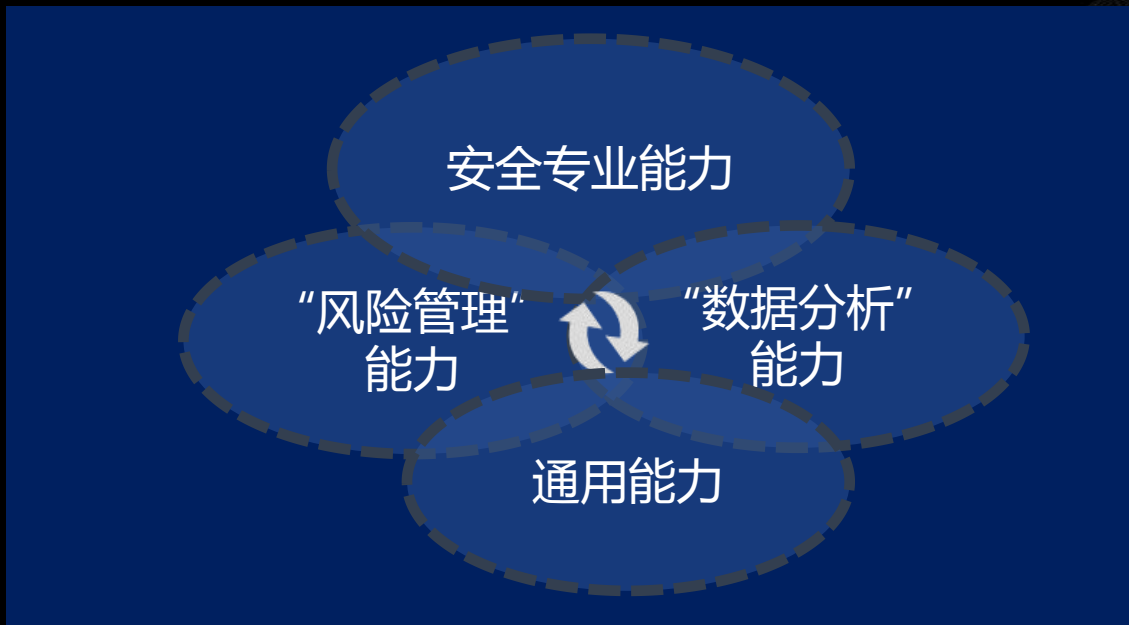 安全专业能力
“风险管理”
能力
“数据分析”
能力
通用能力